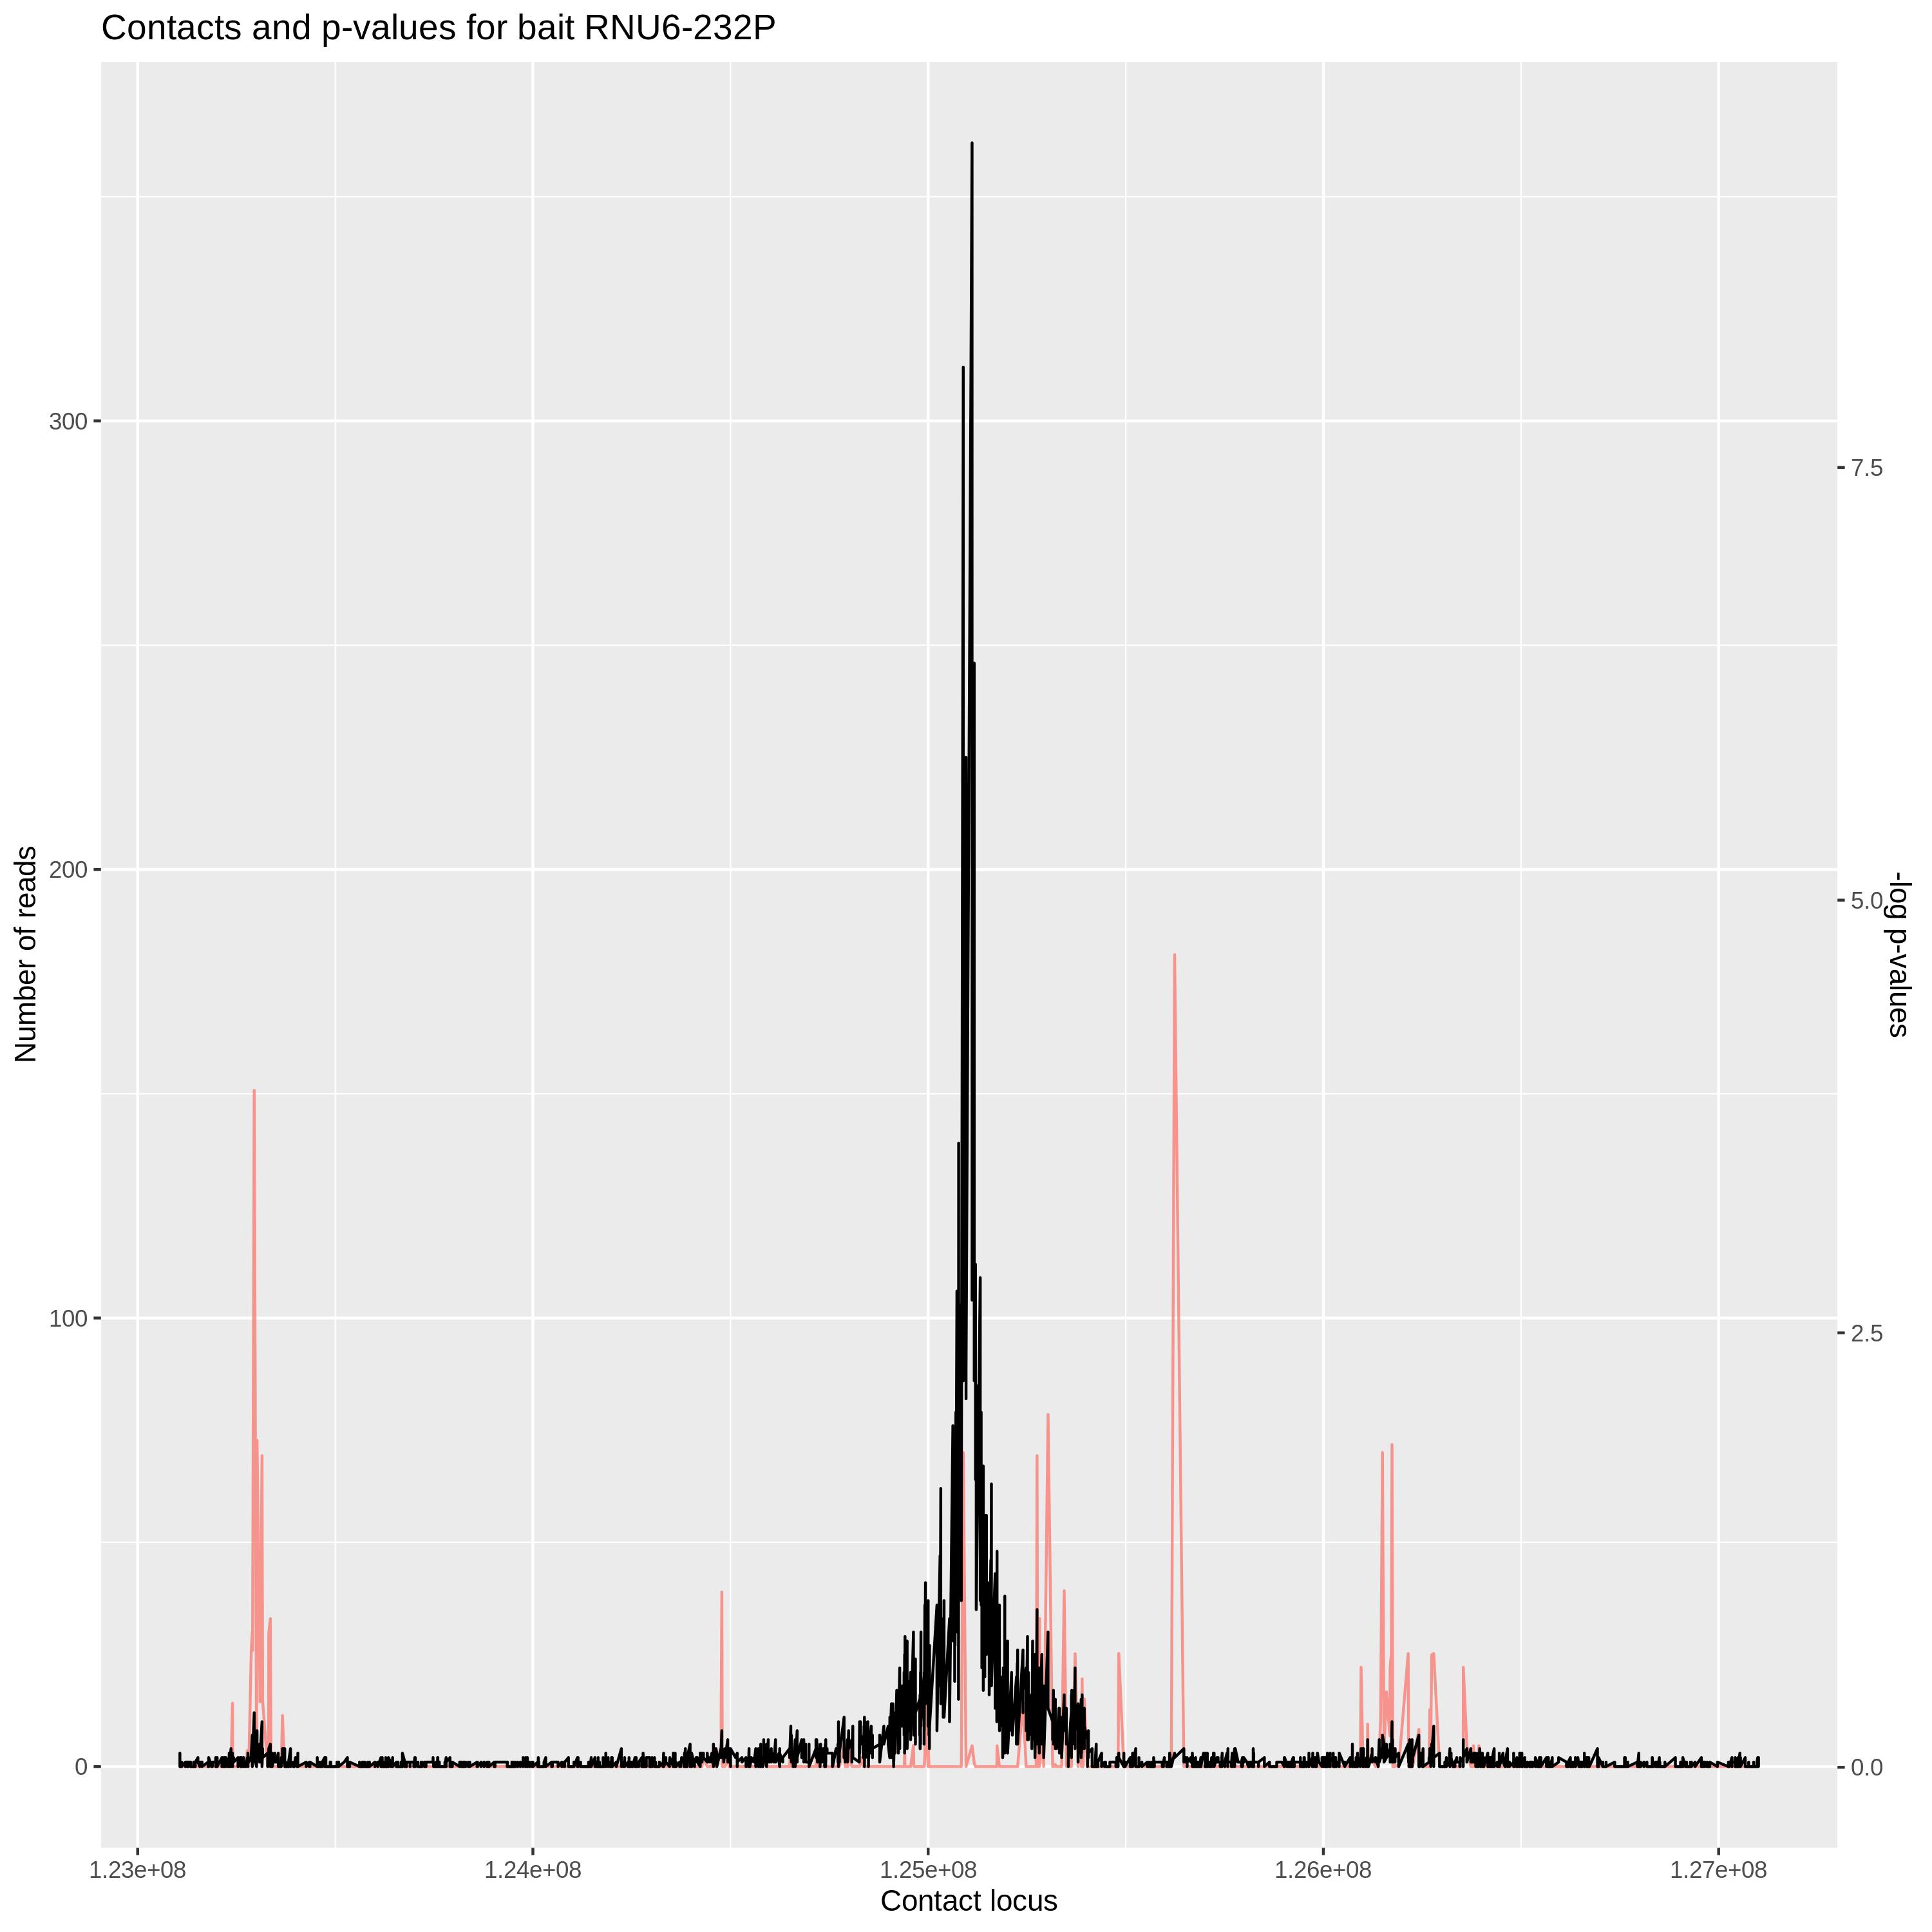 Contacts and p-values for bait RNU6-232P
Number of reads
300
200
100
0
7.5
5.0
2.5
0.0
-log p-values
1.23e+08 1.24e+08 1.25e+08 1.26e+08 1.27e+08
Contact locus